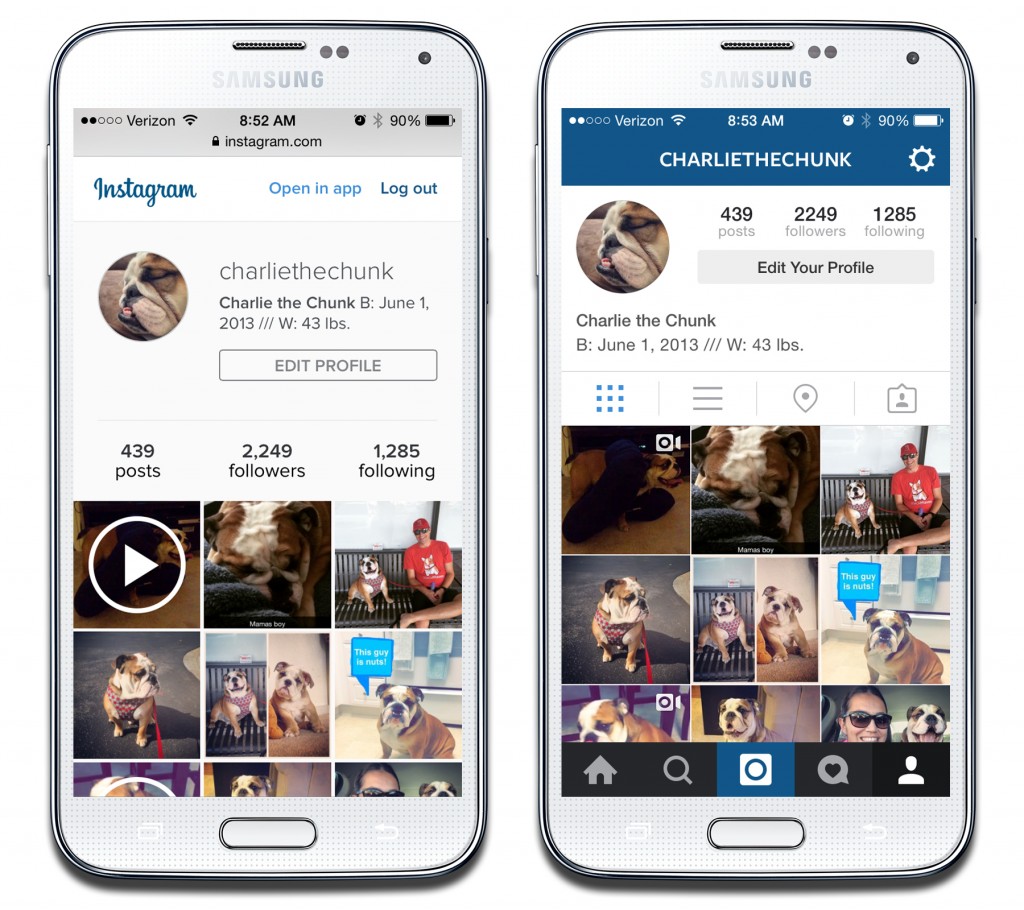 SAMSUNG
Verizon 8:52 AM 90%
instagram.com
Instagram Open in app Log out
charliethechunk
Charlie the Chunk B: June 1,
2013 /// W: 43 lbs.
EDIT PROFILE
439 2,249 1,285
posts followers following
Mamas boy
This guy
is nuts!
SAMSUNG
Verizon 8:53 AM 90%
CHARLIETHECHUNK
439 2249 1285
posts followers following
Edit Your Profile
Charlie the Chunk
B: June 1, 2013 /// W: 43 lbs.
Mamas boy
This guy
is nuts!